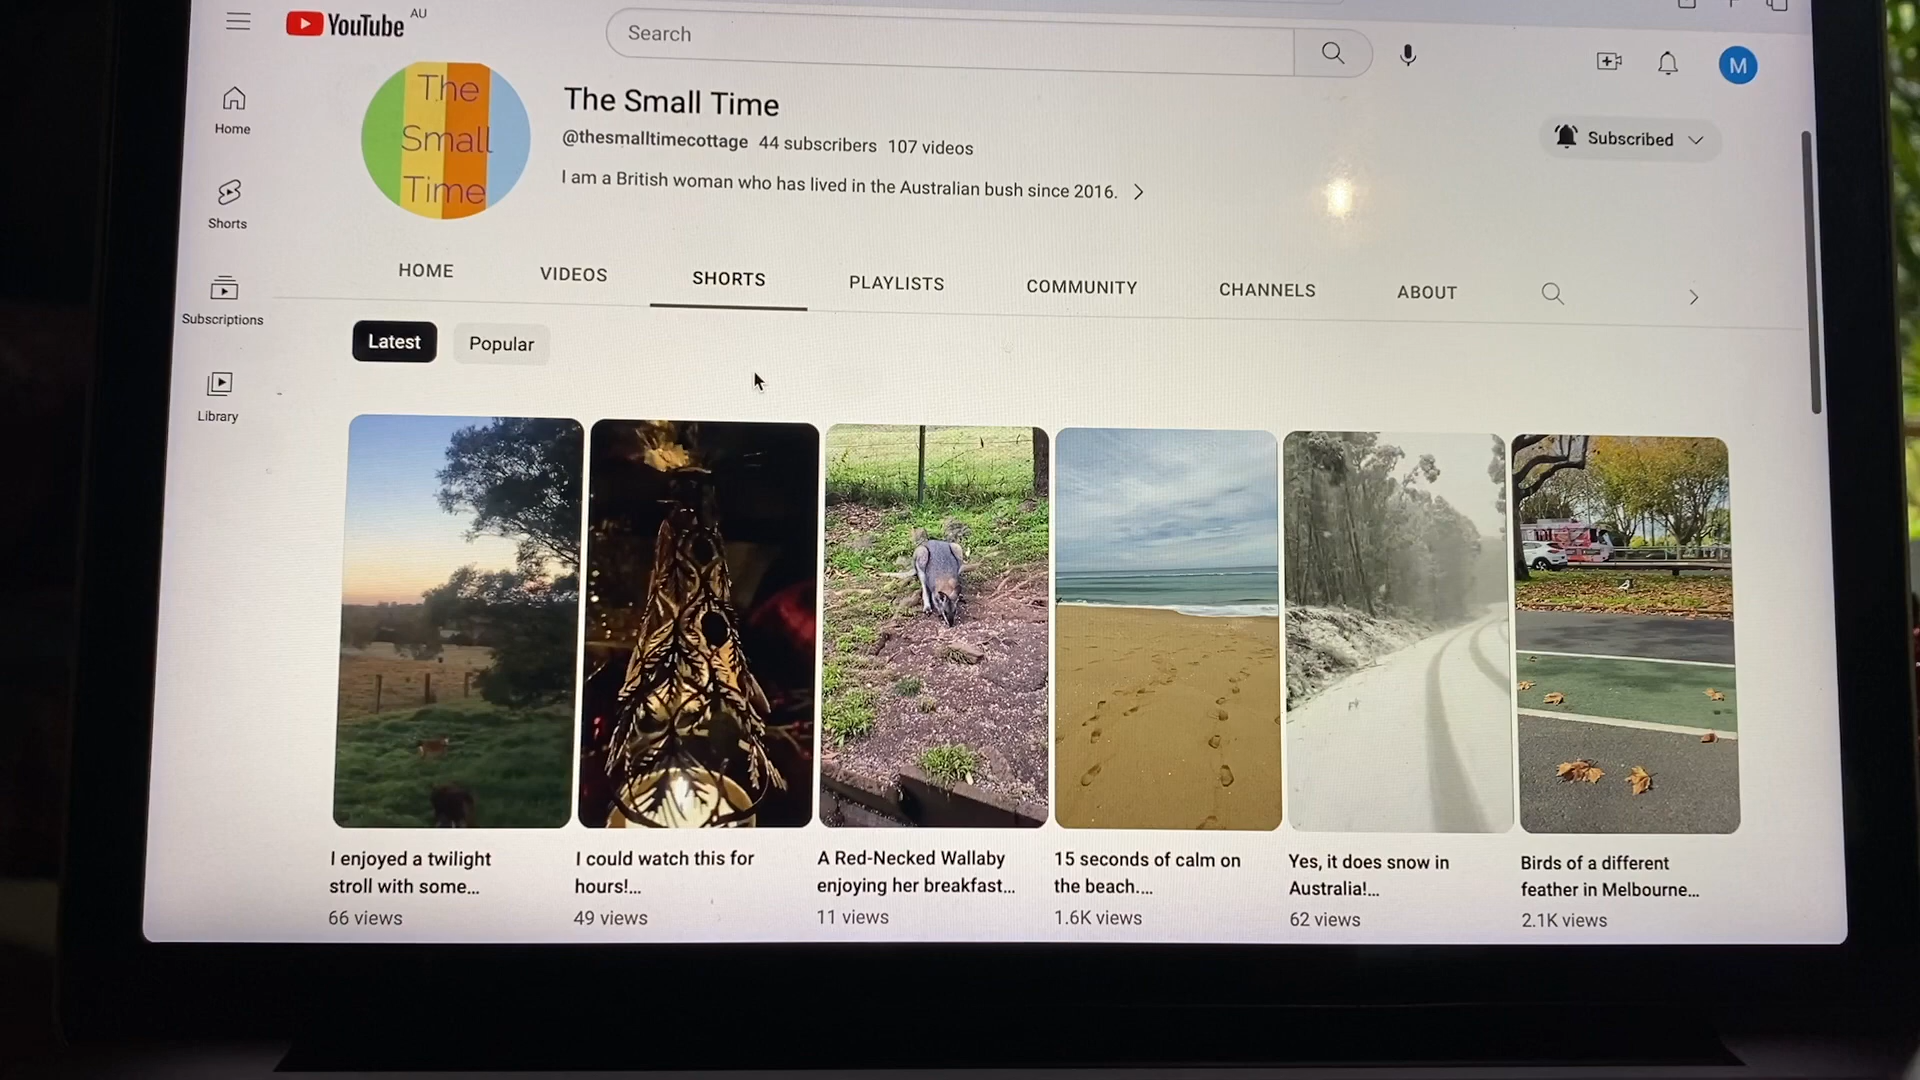 YouTube AU
Search
M
Home
Shorts
Subscriptions
Library
The
Small
Time
The Small Time
@thesmalltimecottage 44 subscribers 107 videos
I am a British woman who has lived in the Australian bush since 2016.
Subscribed
HOME VIDEOS SHORTS PLAYLISTS COMMUNITY CHANNELS ABOUT
Latest Popular
I enjoyed a twilight
stroll with some...
66 views
I could watch this for
hours!...
49 views
A Red-Necked Wallaby
enjoying her breakfast...
11 views
15 seconds of calm on
the beach....
1.6K views
Yes, it does snow in
Australia!...
62 views
Birds of a different
feather in Melbourne...
2.1K views